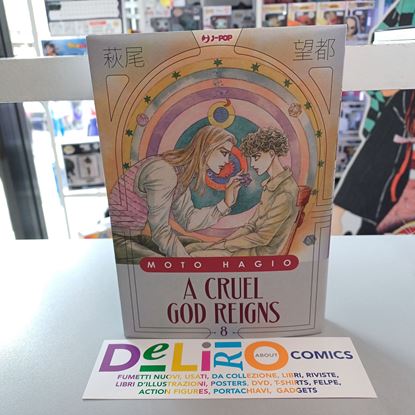 J-POP
萩尾 望都
MOTO HAGIO
A CRUEL
GOD REIGNS
8
DeLiRIO ABOUT COMICS
FUMETTI NUOVI, USATI, DA COLLEZIONE, LIBRI, RIVISTE,
LIBRI D'ILLUSTRAZIONI, POSTERS, DVD, T-SHIRTS, FELPE,
ACTION FIGURES, PORTACHIAVI, GADGETS